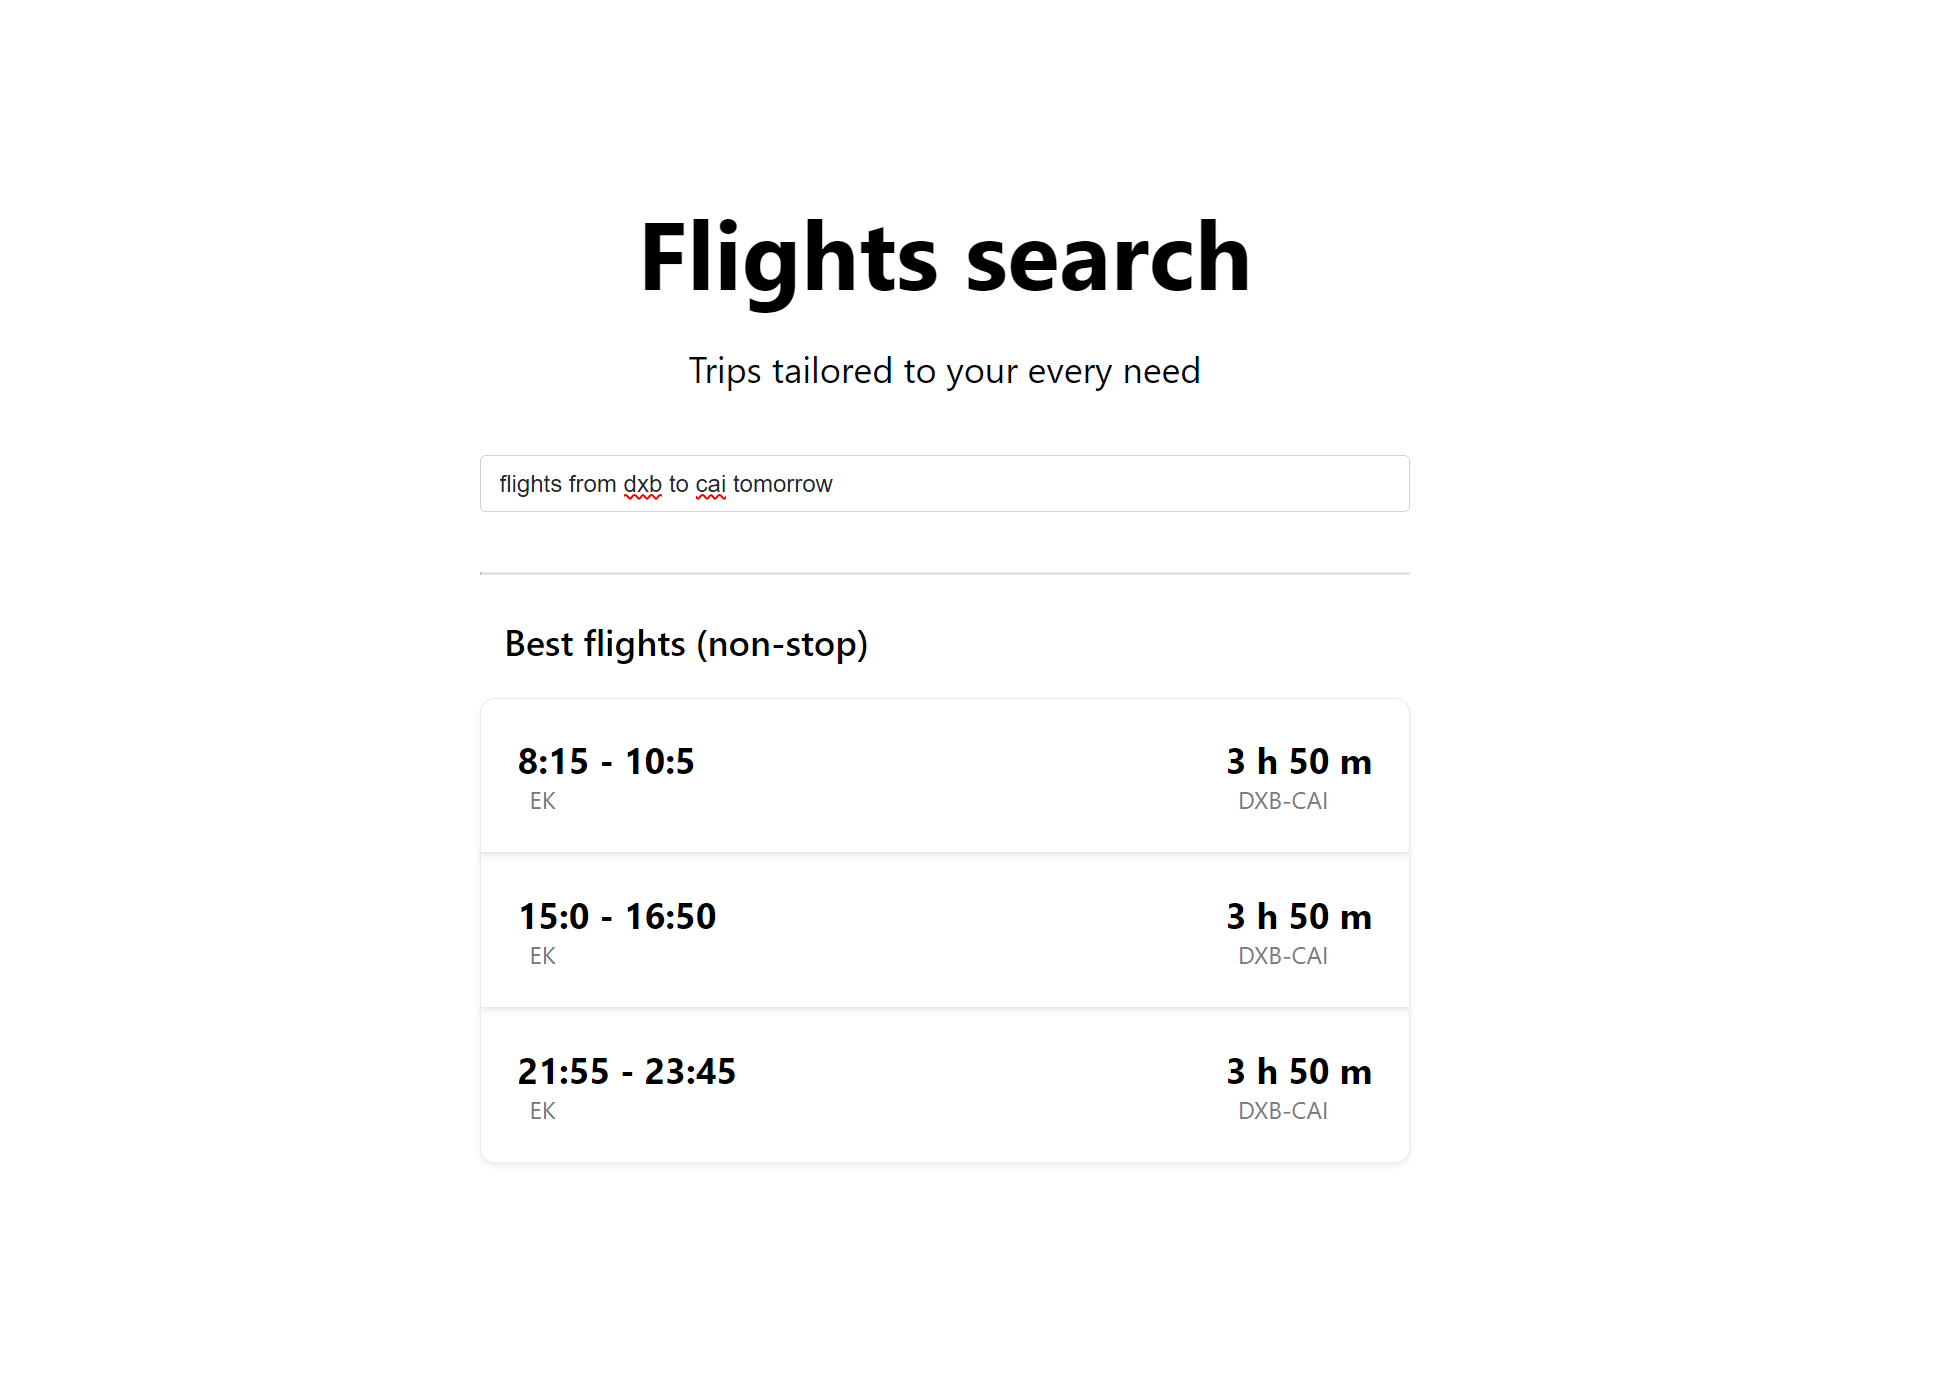 Flights search
Trips tailored to your every need
flights from dxb to cai tomorrow
Best flights (non-stop)
8:15 - 10:5
3 h 50 m
EK
DXB-CAI
15:0 - 16:50
3 h 50 m
EK
DXB-CAI
21:55 - 23:45
3 h 50 m
EK
DXB-CAI